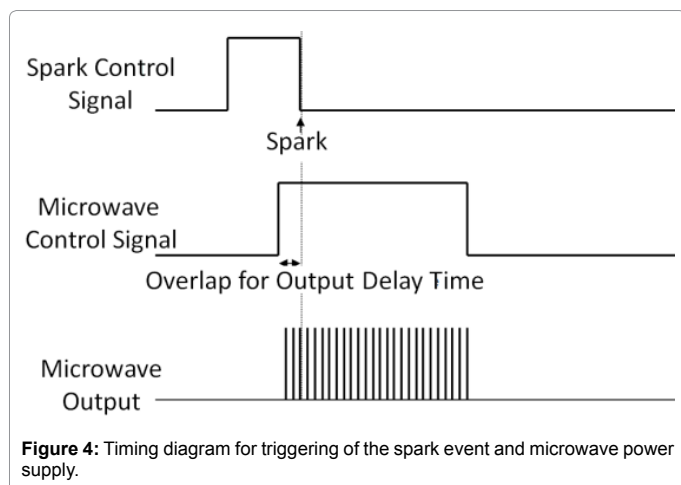 Spark Control
Signal
Spark
Microwave
Control Signal
Overlap for Output Delay Time
Microwave
Output
Figure 4: Timing diagram for triggering of the spark event and microwave power
supply.